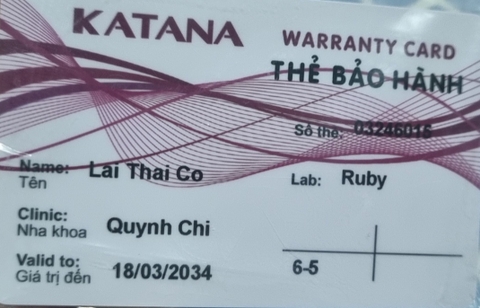 KATANA
WARRANTY CARD
THẺ BẢO HÀNH
Số thẻ: 03246016
Name: Lai Thai Co
Tên
Lab: Ruby
Clinic: Quynh Chi
Nha khoa
Valid to: 18/03/2034
Giá trị đến
6-5